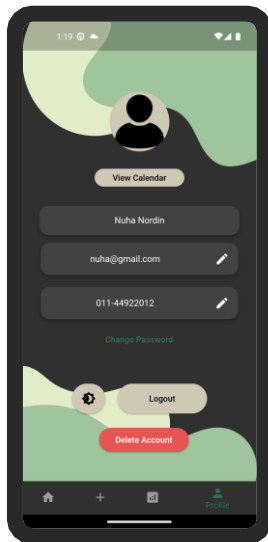 1:19
View Calendar
Nuha Nordin
nuha@gmail.com
011-44922012
Change Password
Logout
Delete Account
Profile